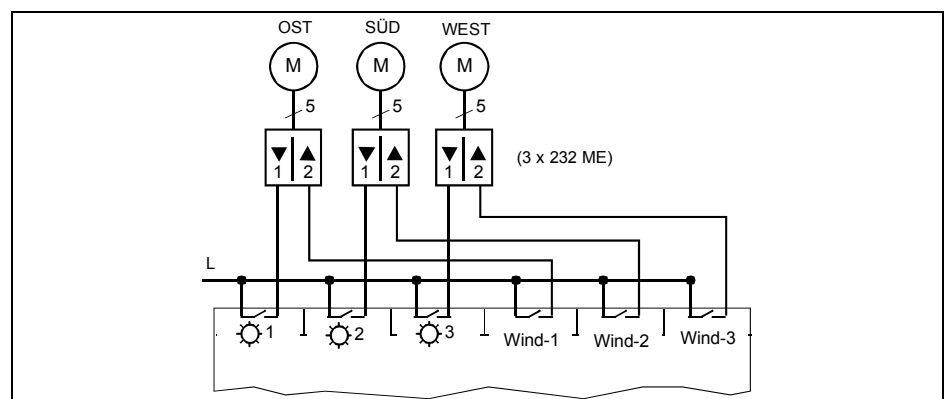 OST SÜD WEST
M M M
5 5 5
1 2 1 2 1 2 (3 x 232 ME)
L
1 2 3 Wind-1 Wind-2 Wind-3